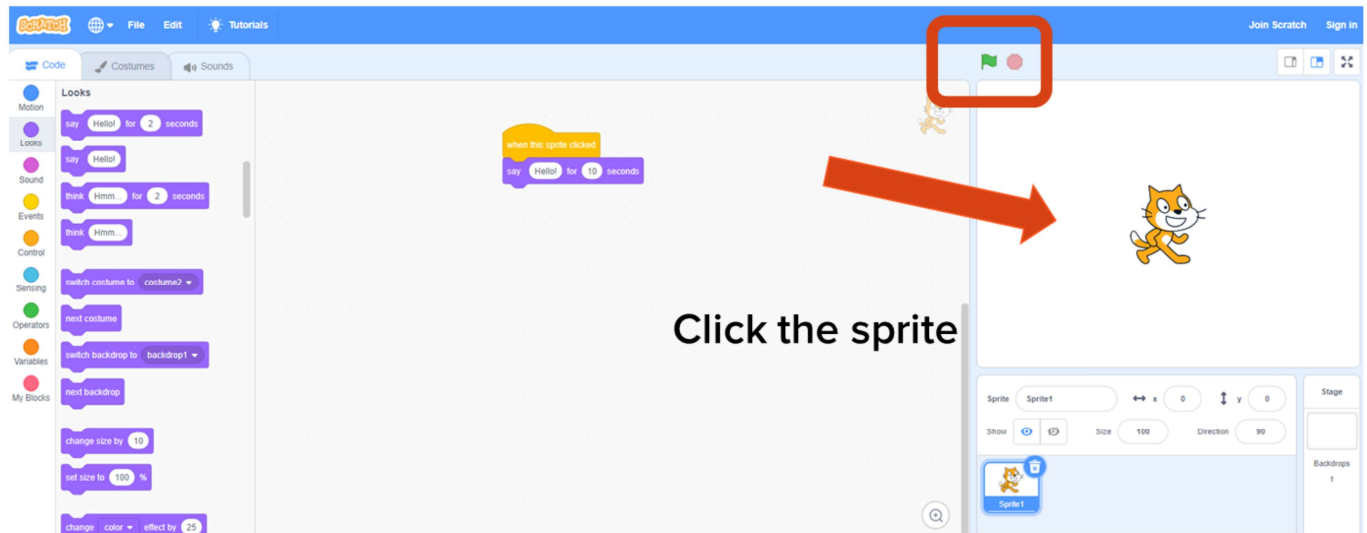 SCRATCH File Edit Tutorials Join Scratch Sign in
Code Costumes Sounds
Motion
Looks
Sound
Events
Control
Sensing
Operators
Variables
My Blocks
Looks
say Hello! for 2 seconds
say Hello!
think Hmm... for 2 seconds
think Hmm...
switch costume to costume2
next costume
switch backdrop to backdrop1
next backdrop
change size by 10
set size to 100 %
change color effect by 25
when this sprite clicked
say Hello! for 10 seconds
Click the sprite
Sprite Sprite1 x 0 y 0
Show Size 100 Direction 90
Sprite1
Stage
Backdrops
1